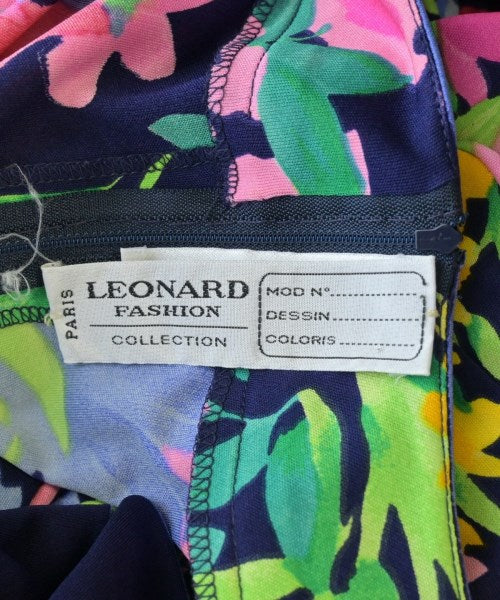 PARIS
LEONARD
FASHION
COLLECTION
MOD N°..................
DESSIN..................
COLORIS..................